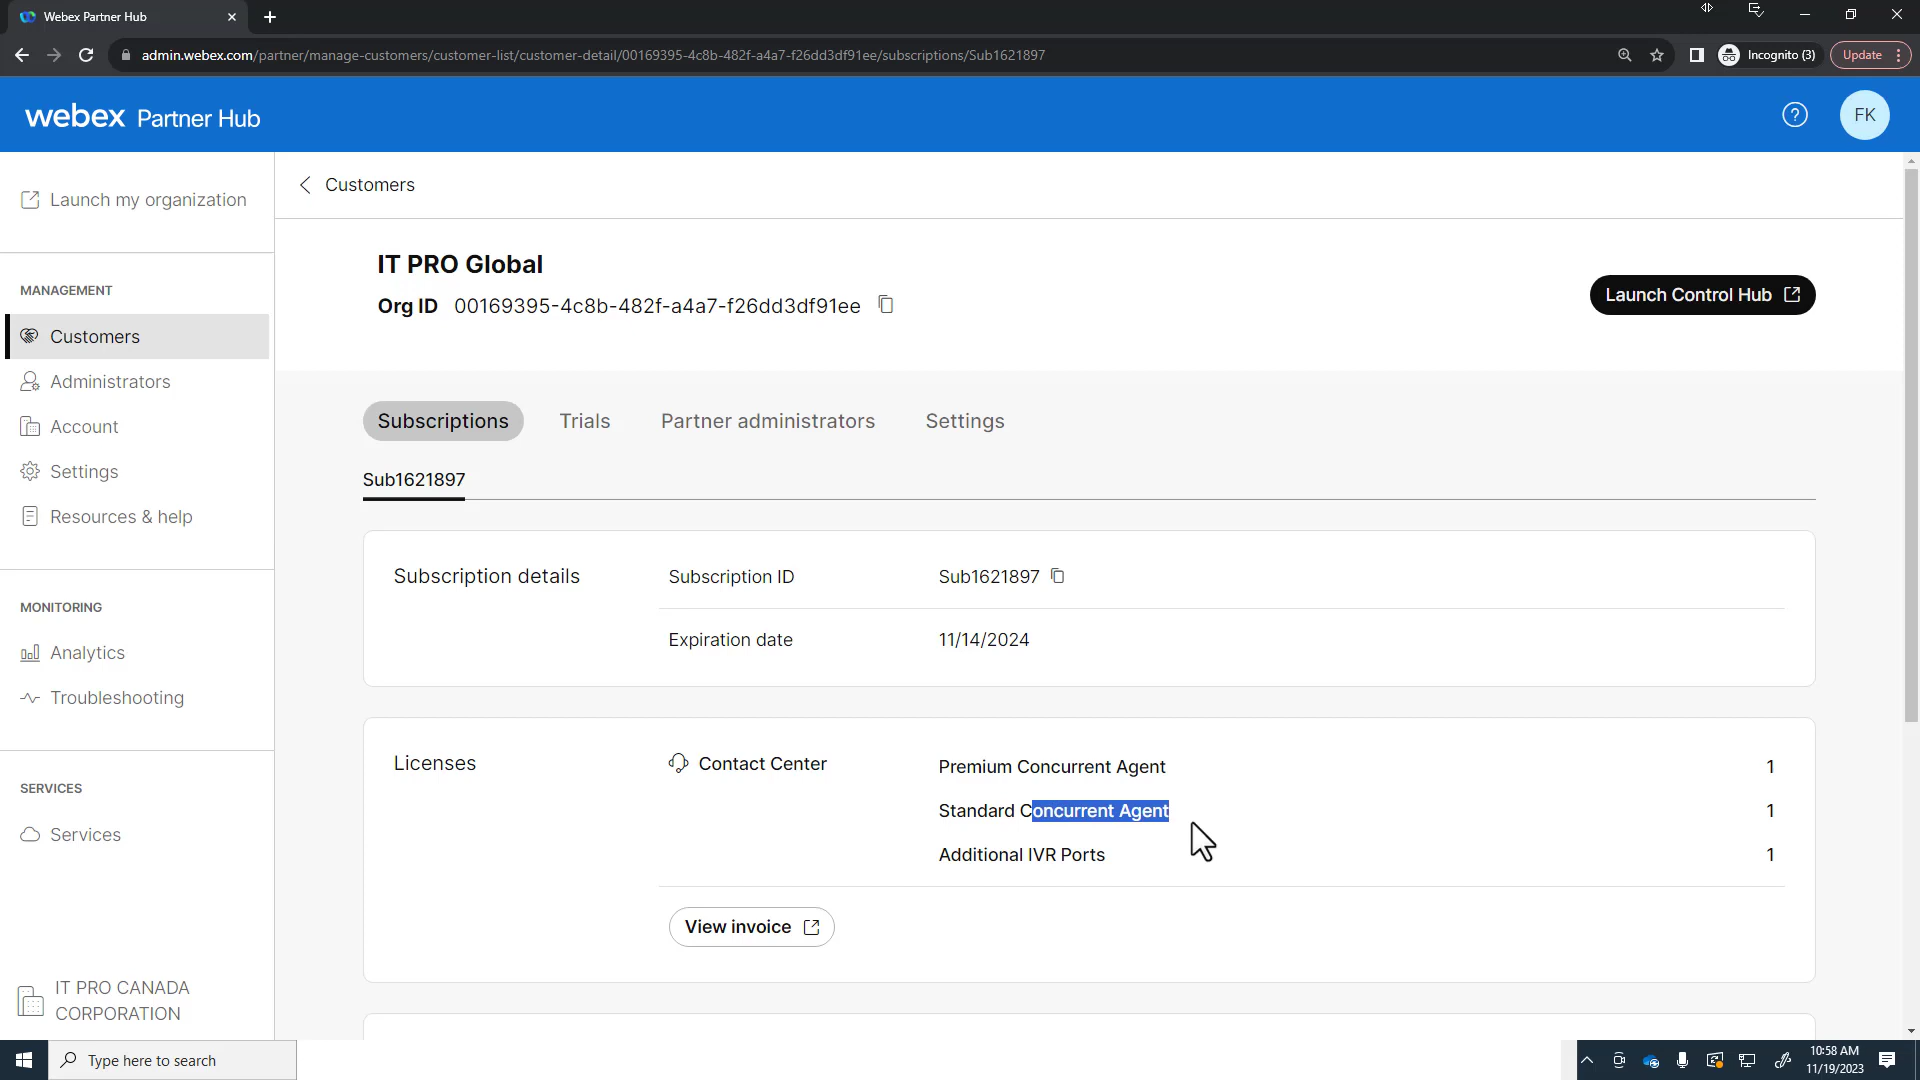 Webex Partner Hub
admin.webex.com/partner/manage-customers/customer-list/customer-detail/00169395-4c8b-482f-a4a7-f26dd3df91ee/subscriptions/Sub1621897
Incognito (3)
Update
webex Partner Hub
?
FK
Launch my organization
MANAGEMENT
Customers
Administrators
Account
Settings
Resources & help
MONITORING
Analytics
Troubleshooting
SERVICES
Services
IT PRO CANADA
CORPORATION
Customers
IT PRO Global
Org ID 00169395-4c8b-482f-a4a7-f26dd3df91ee
Launch Control Hub
Subscriptions Trials Partner administrators Settings
Sub1621897
Subscription details
Subscription ID Sub1621897
Expiration date 11/14/2024
Licenses
Contact Center
Premium Concurrent Agent 1
Standard Concurrent Agent 1
Additional IVR Ports 1
View invoice
Type here to search
10:58 AM
11/19/2023